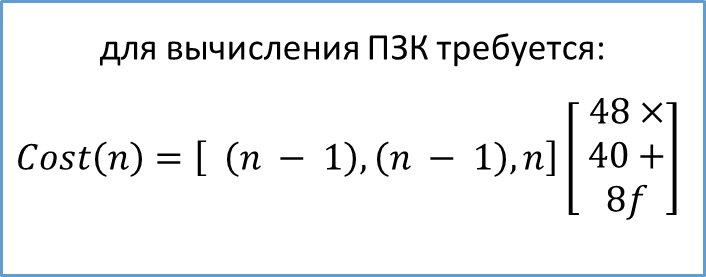 для вычисления ПЗК требуется:
Cost(n) = [ (n − 1), (n − 1), n] [ 48 ×
40 +
8f ]